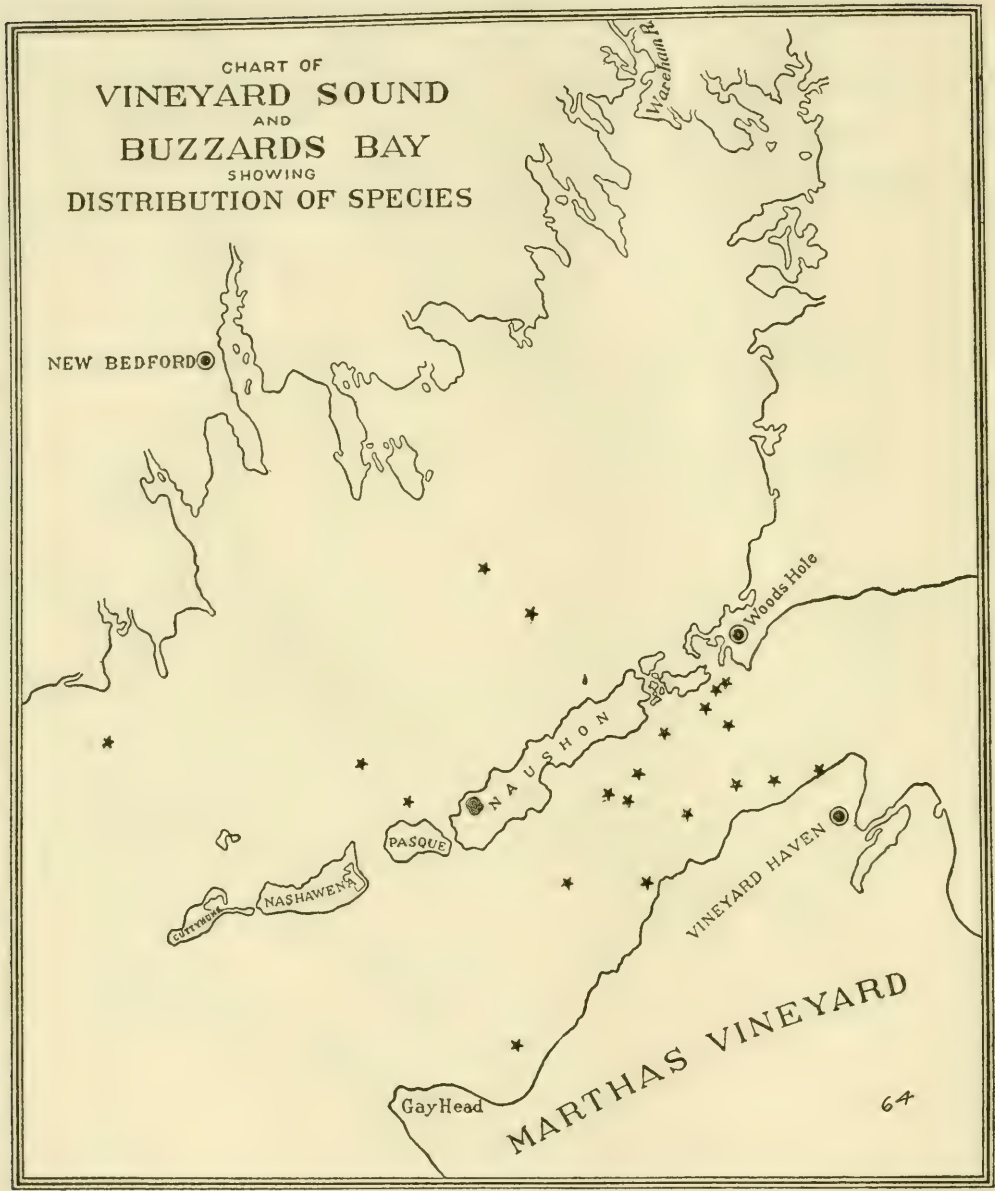 CHART OF
VINEYARD SOUND
AND
BUZZARDS BAY
SHOWING
DISTRIBUTION OF SPECIES
Wareham R.
NEW BEDFORD
Woods Hole
NAUSHON
PASQUE
NASHAWENA
CUTTYHUNK
VINEYARD HAVEN
MARTHAS VINEYARD
Gay Head
64